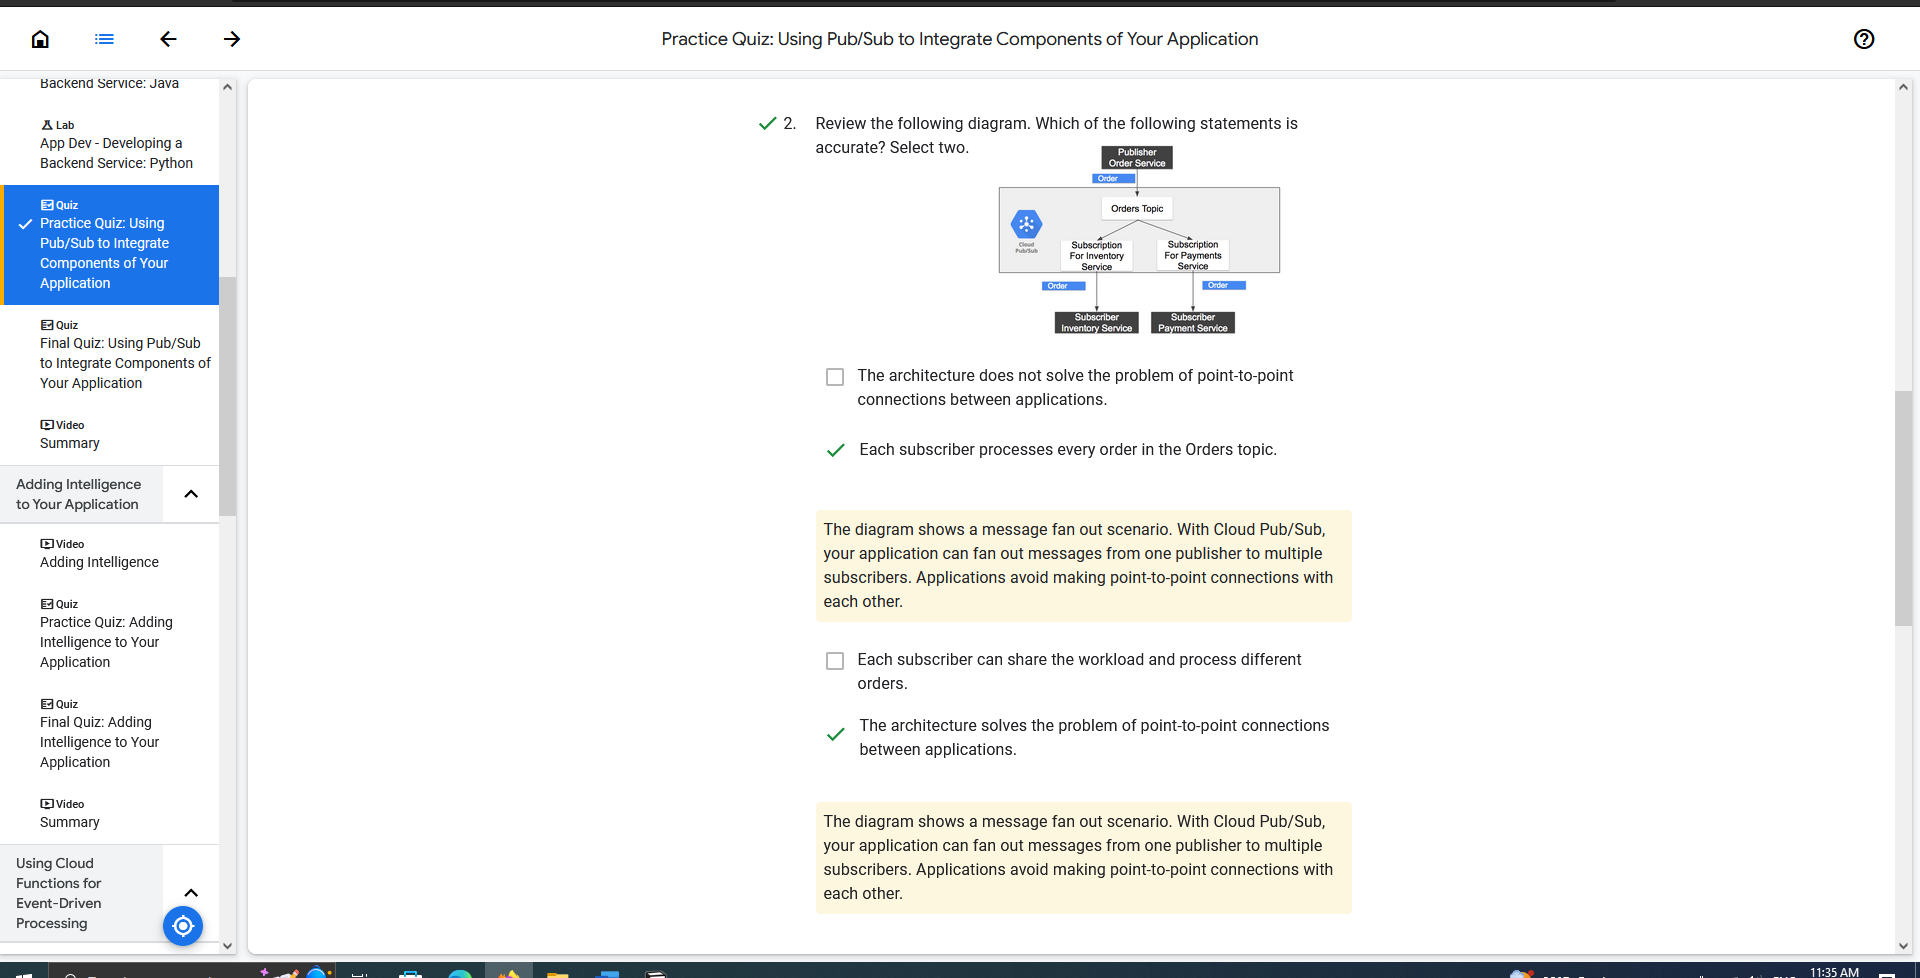 Practice Quiz: Using Pub/Sub to Integrate Components of Your Application
Backend Service: Java
Lab
App Dev - Developing a
Backend Service: Python
Quiz
Practice Quiz: Using
Pub/Sub to Integrate
Components of Your
Application
Quiz
Final Quiz: Using Pub/Sub
to Integrate Components of
Your Application
Video
Summary
Adding Intelligence
to Your Application
Video
Adding Intelligence
Quiz
Practice Quiz: Adding
Intelligence to Your
Application
Quiz
Final Quiz: Adding
Intelligence to Your
Application
Video
Summary
Using Cloud
Functions for
Event-Driven
Processing
2. Review the following diagram. Which of the following statements is
accurate? Select two.
Publisher
Order Service
Order
Orders Topic
Cloud
Pub/Sub
Subscription
For Inventory
Service
Subscription
For Payments
Service
Order
Order
Subscriber
Inventory Service
Subscriber
Payment Service
The architecture does not solve the problem of point-to-point
connections between applications.
Each subscriber processes every order in the Orders topic.
The diagram shows a message fan out scenario. With Cloud Pub/Sub,
your application can fan out messages from one publisher to multiple
subscribers. Applications avoid making point-to-point connections with
each other.
Each subscriber can share the workload and process different
orders.
The architecture solves the problem of point-to-point connections
between applications.
The diagram shows a message fan out scenario. With Cloud Pub/Sub,
your application can fan out messages from one publisher to multiple
subscribers. Applications avoid making point-to-point connections with
each other.
11:35 AM